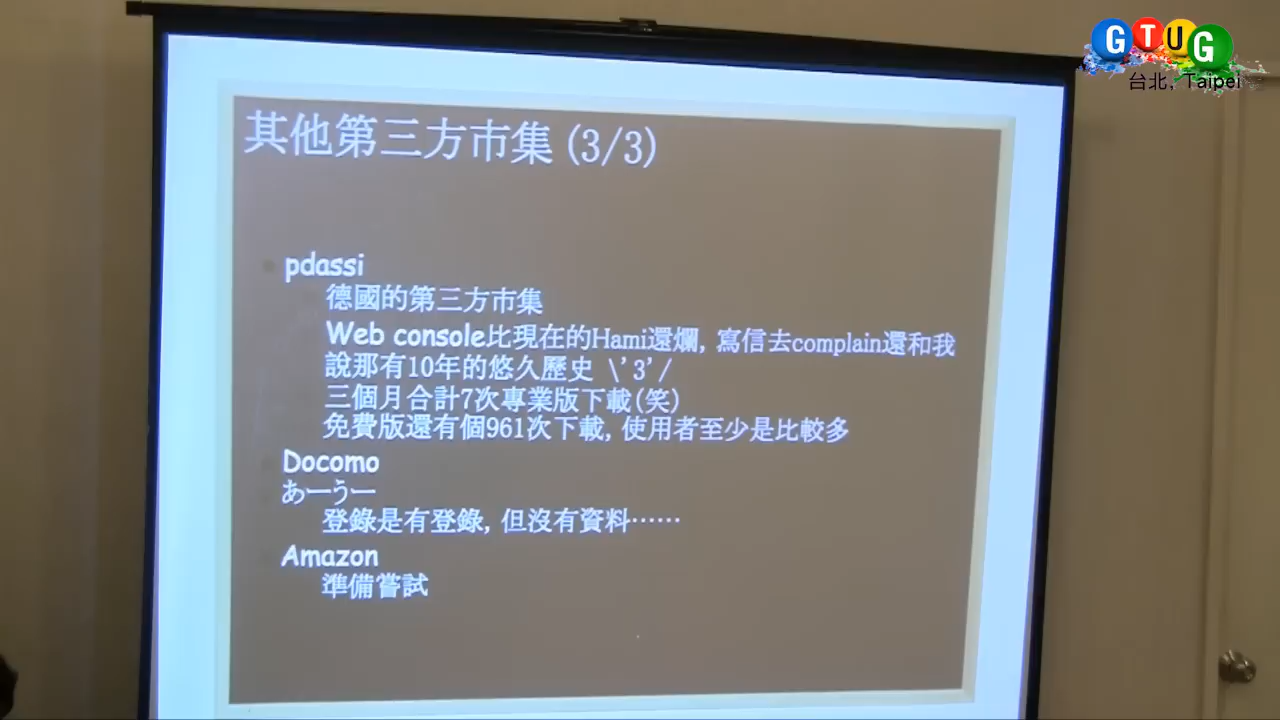 GTUG
台北, Taipei
其他第三方市集 (3/3)
pdassi
德國的第三方市集
Web console比現在的Hami還爛, 寫信去complain還和我
說那有10年的悠久歷史 \'3'/
三個月合計7次專業版下載(笑)
免費版還有個961次下載, 使用者至少是比較多
Docomo
あーうー
登錄是有登錄, 但沒有資料……
Amazon
準備嘗試